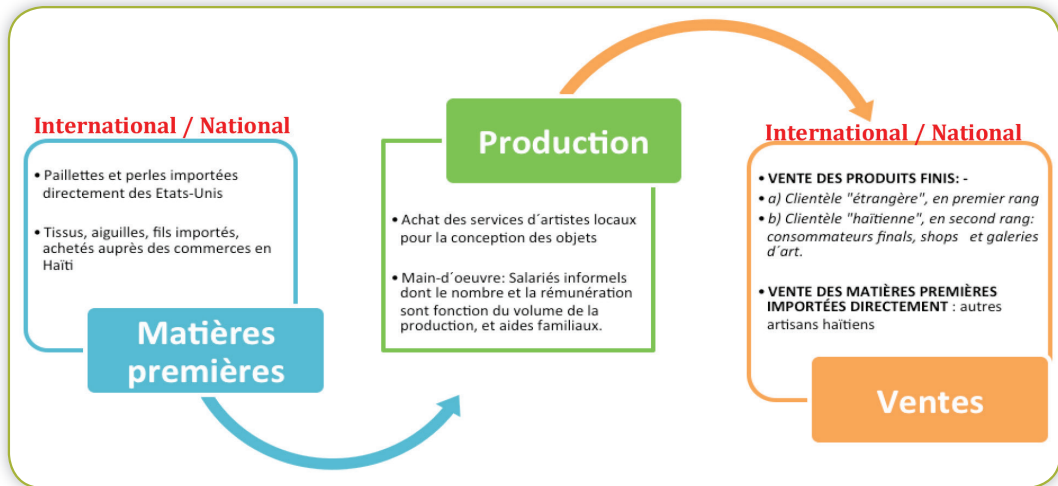 International / National
• Paillettes et perles importées
directement des Etats-Unis
• Tissus, aiguilles, fils importés,
achetés auprès des commerces en
Haïti
Matières
premières
Production
• Achat des services d´artistes locaux
pour la conception des objets
• Main-d´oeuvre: Salariés informels
dont le nombre et la rémunération
sont fonction du volume de la
production, et aides familiaux.
International / National
• VENTE DES PRODUITS FINIS: -
• a) Clientèle "étrangère", en premier rang
• b) Clientèle "haïtienne", en second rang:
consommateurs finals, shops et galeries
d´art.
• VENTE DES MATIÈRES PREMIÈRES
IMPORTÉES DIRECTEMENT : autres
artisans haïtiens
Ventes